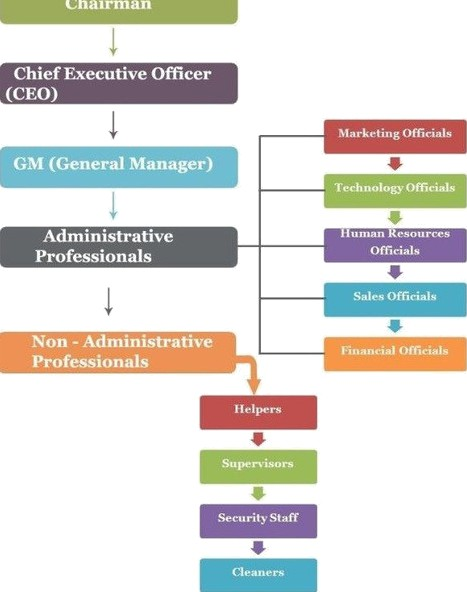 Chairman
Chief Executive Officer
(CEO)
GM (General Manager)
Administrative
Professionals
Non - Administrative
Professionals
Marketing Officials
Technology Officials
Human Resources
Officials
Sales Officials
Financial Officials
Helpers
Supervisors
Security Staff
Cleaners